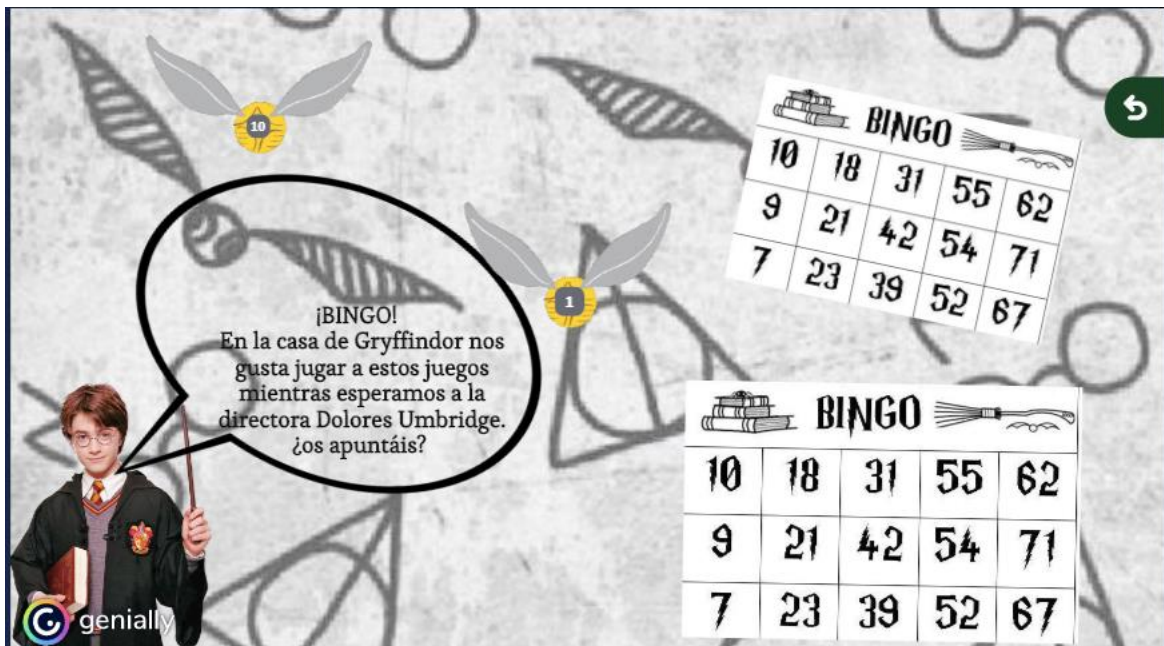 10
1
¡BINGO!
En la casa de Gryffindor nos
gusta jugar a estos juegos
mientras esperamos a la
directora Dolores Umbridge.
¿os apuntáis?
BINGO
10 18 31 55 62
9 21 42 54 71
7 23 39 52 67
BINGO
10 18 31 55 62
9 21 42 54 71
7 23 39 52 67
genially